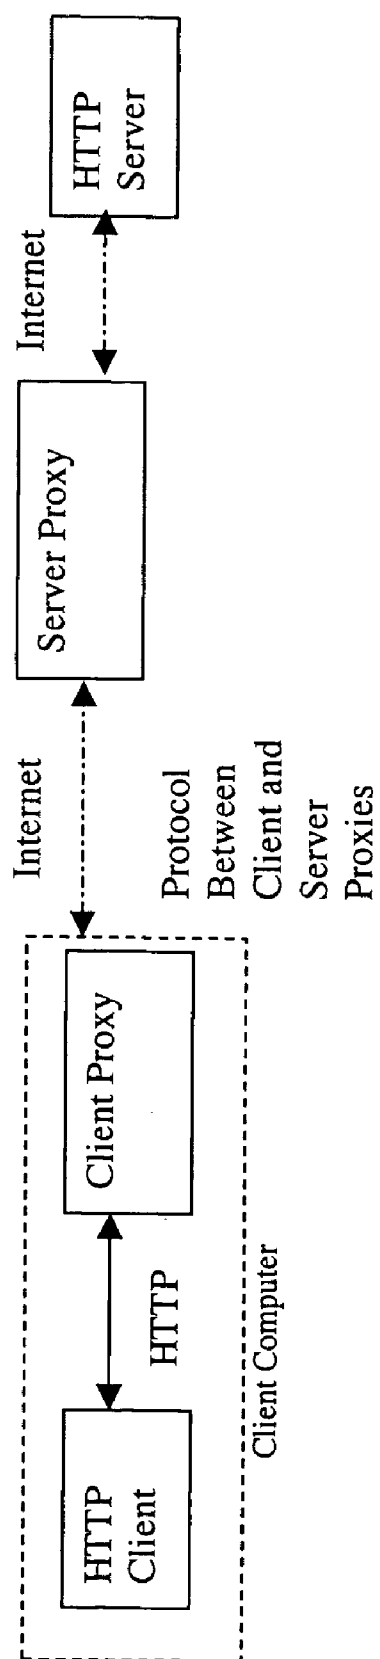 HTTP
Client
HTTP
Client Proxy
Client Computer
Internet
Protocol
Between
Client and
Server
Proxies
Server Proxy
Internet
HTTP
Server